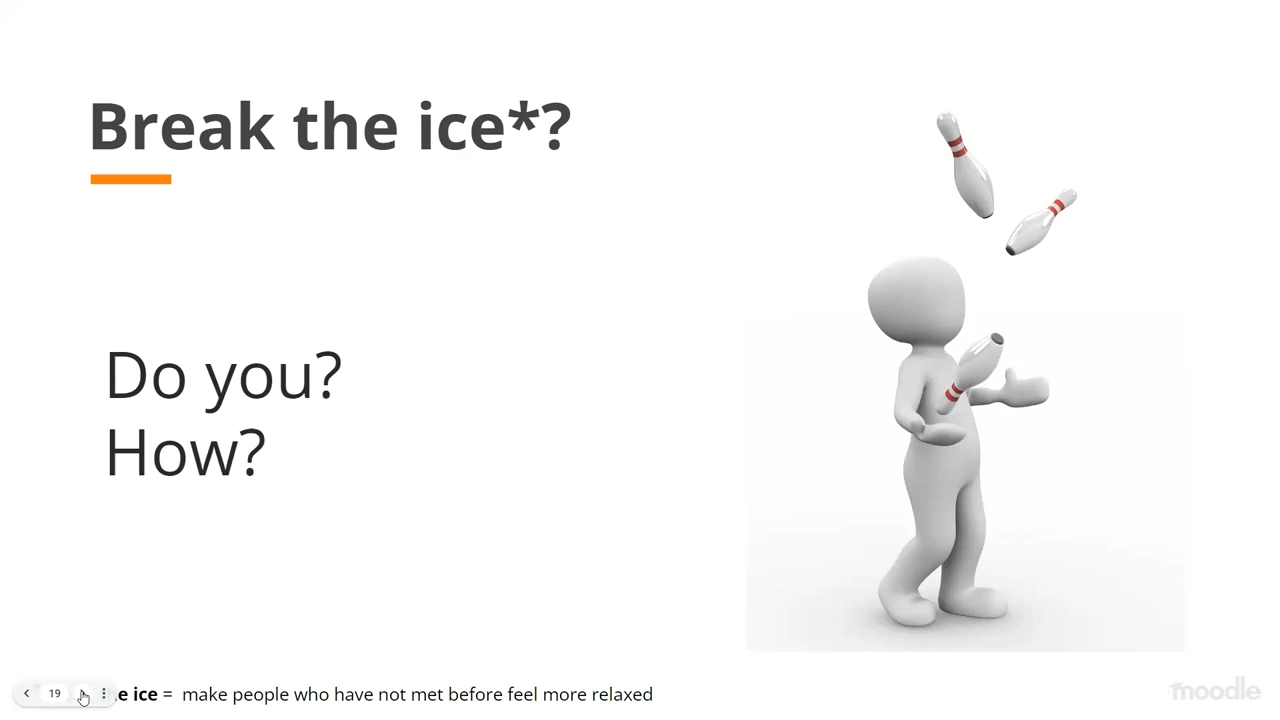 Break the ice*?
Do you?
How?
19
e ice = make people who have not met before feel more relaxed
moodle